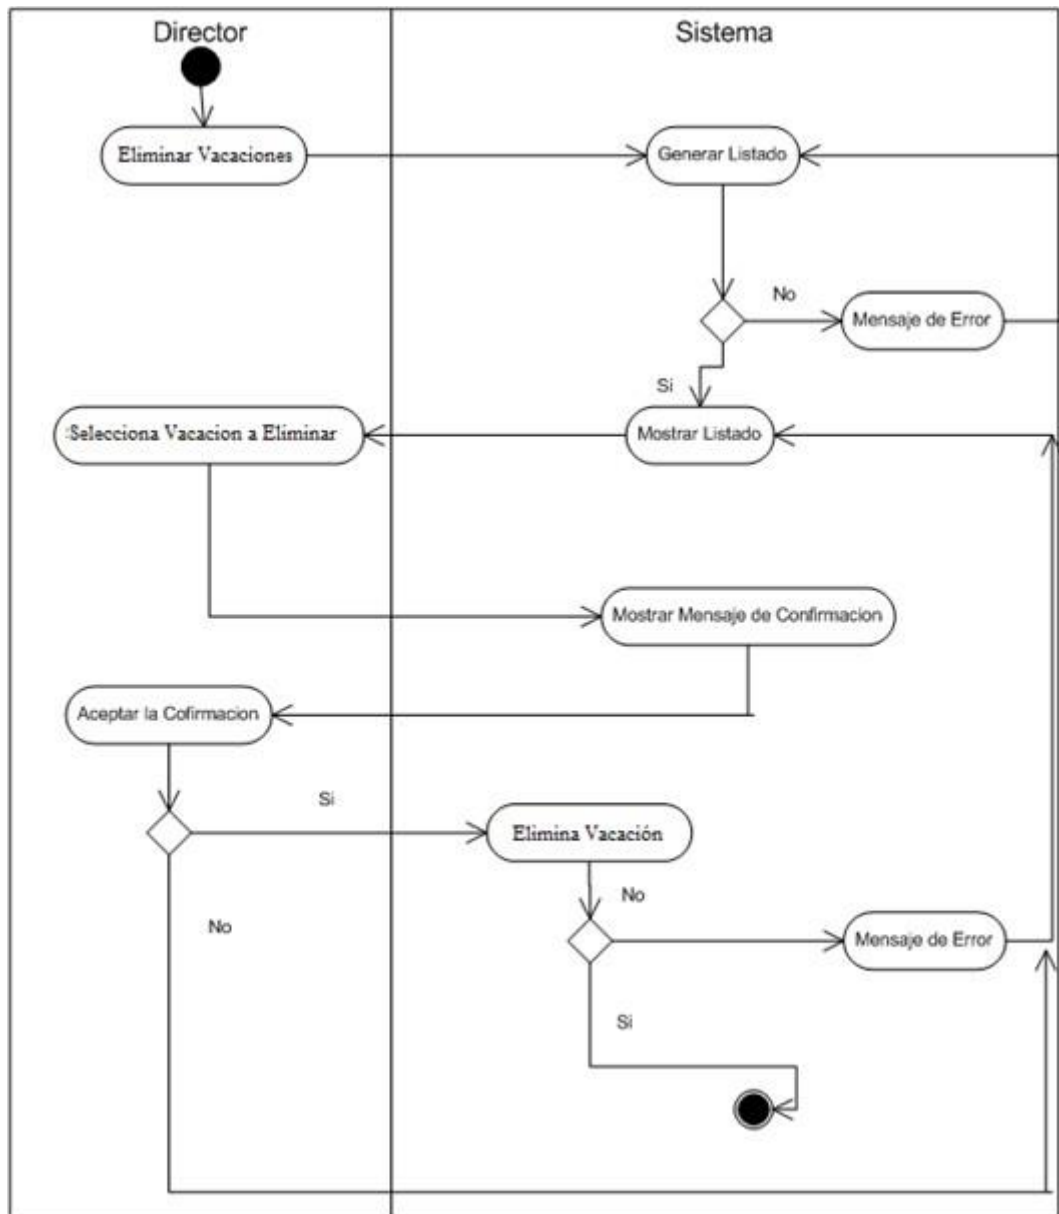 Director
Sistema
Eliminar Vacaciones
Generar Listado
No
Mensaje de Error
Si
:Selecciona Vacacion a Eliminar
Mostrar Listado
Mostrar Mensaje de Confirmacion
Aceptar la Cofirmacion
Si
Elimina Vacación
No
No
Mensaje de Error
Si